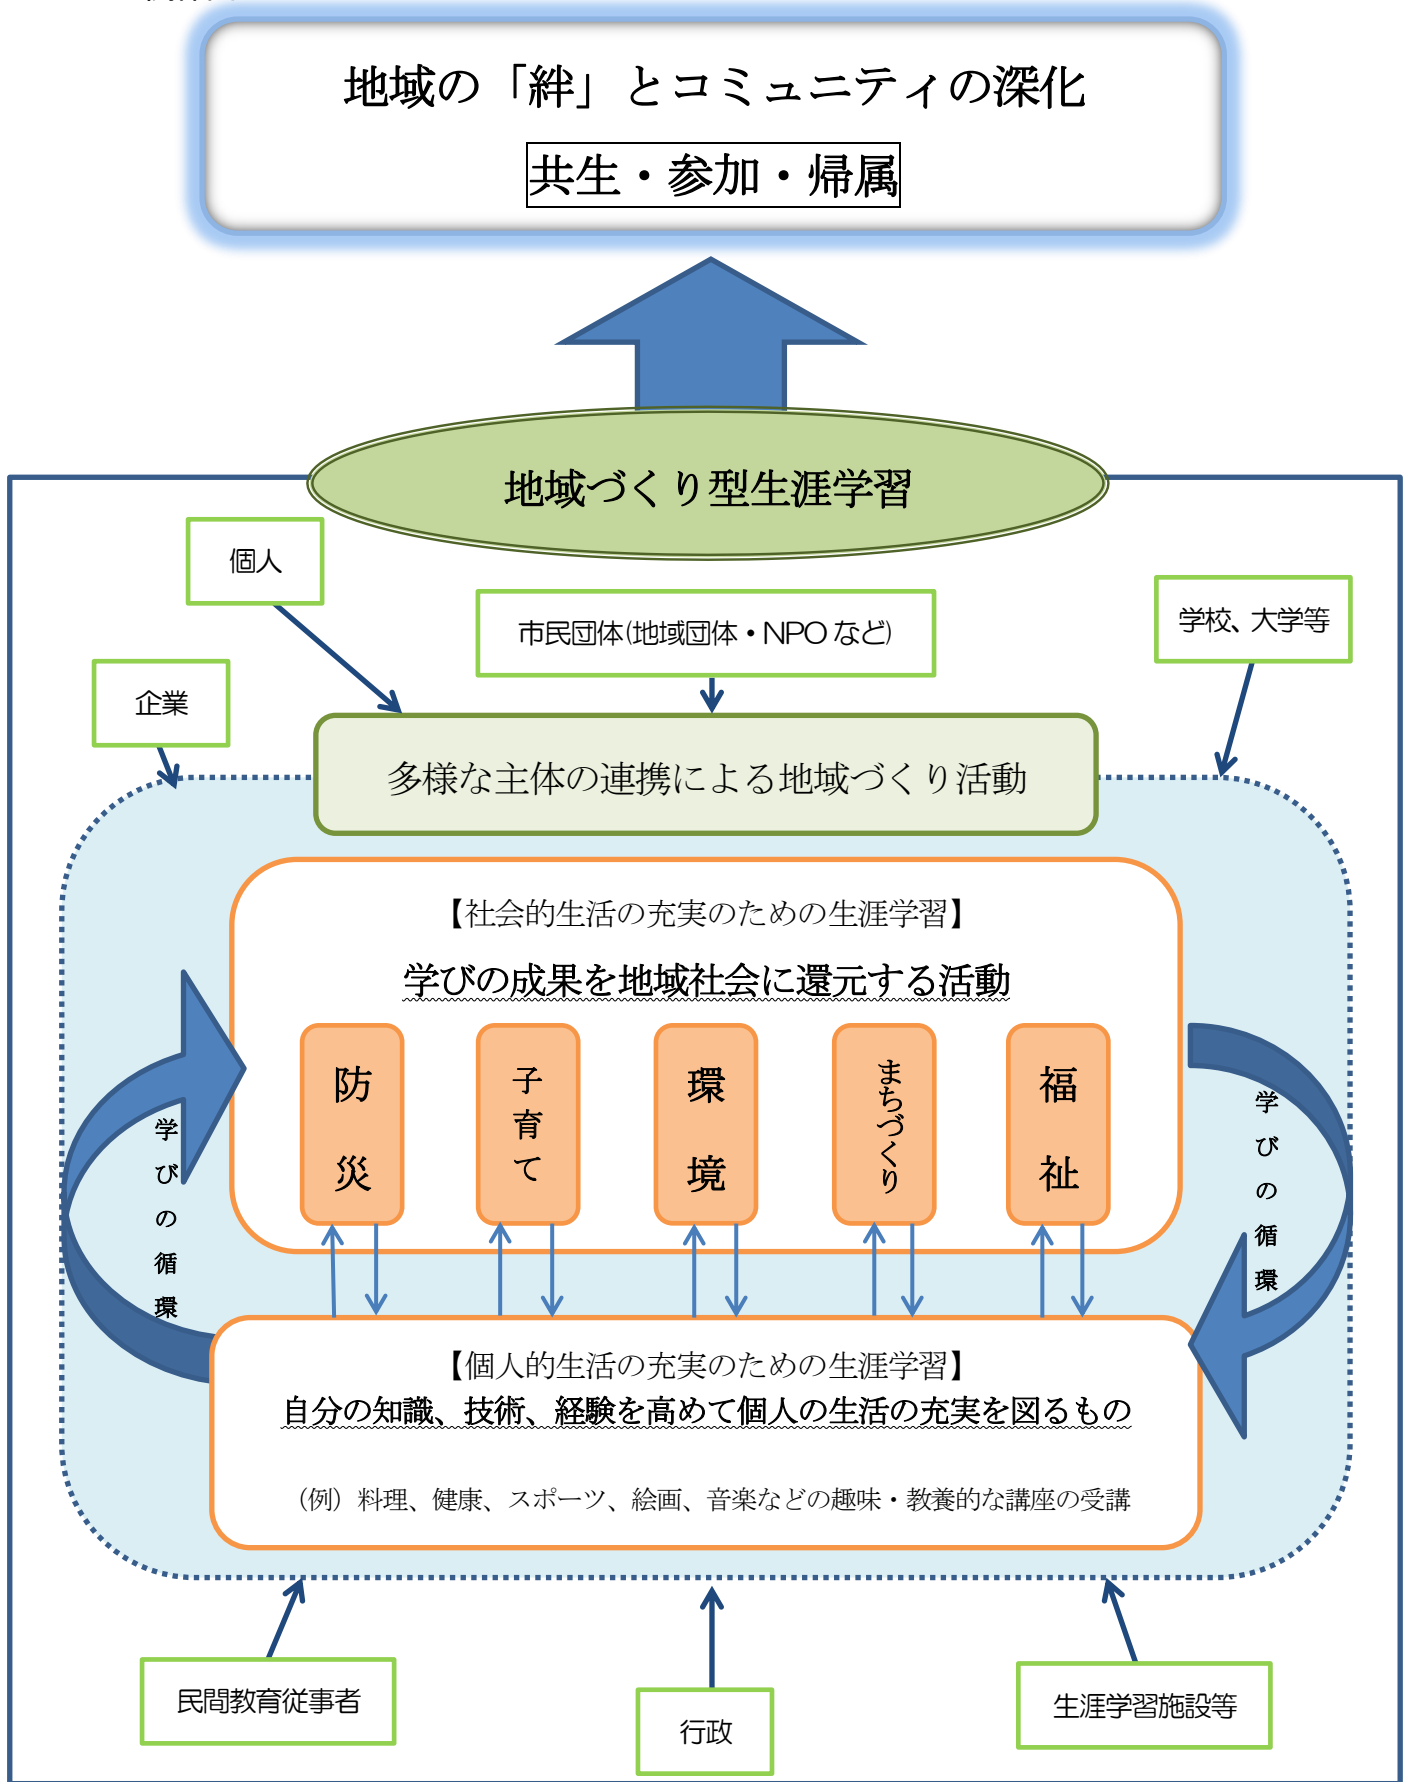 地域の「絆」とコミュニティの深化
共生・参加・帰属
地域づくり型生涯学習
個人
市民団体(地域団体・NPOなど)
学校、大学等
企業
多様な主体の連携による地域づくり活動
【社会的生活の充実のための生涯学習】
学びの成果を地域社会に還元する活動
防災
子育て
環境
まちづくり
福祉
学びの循環
学びの循環
【個人的生活の充実のための生涯学習】
自分の知識、技術、経験を高めて個人の生活の充実を図るもの
（例）料理、健康、スポーツ、絵画、音楽などの趣味・教養的な講座の受講
民間教育従事者
行政
生涯学習施設等